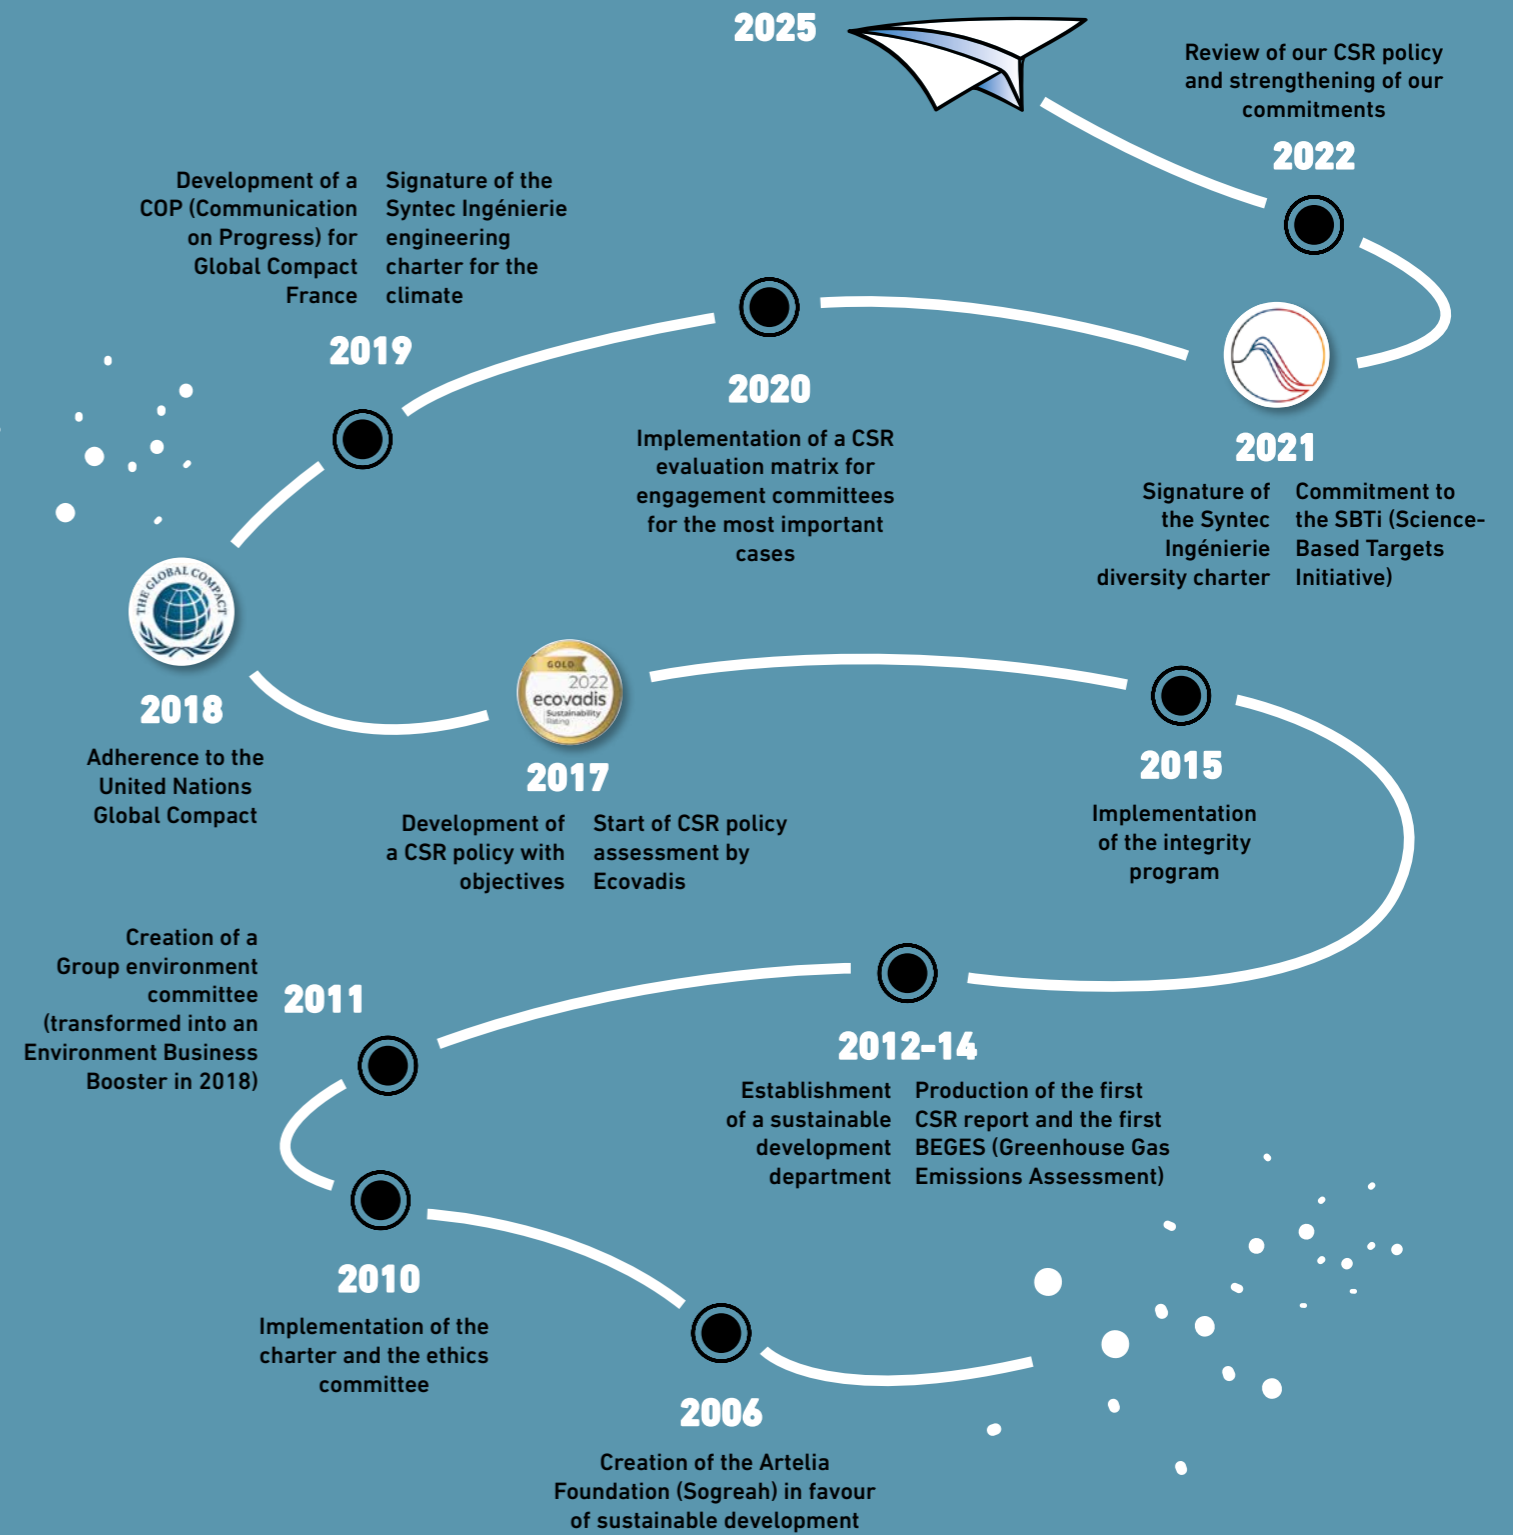 2025
Review of our CSR policy
and strengthening of our
commitments
2022
Development of a
COP (Communication
on Progress) for
Global Compact
France
Signature of the
Syntec Ingénierie
engineering
charter for the
climate
2019
2020
Implementation of a CSR
evaluation matrix for
engagement committees
for the most important
cases
2021
Signature of
the Syntec
Ingénierie
diversity charter
Commitment to
the SBTi (Science-
Based Targets
Initiative)
THE GLOBAL COMPACT
2018
Adherence to the
United Nations
Global Compact
GOLD
2022
ecovadis
Sustainability
Rating
2017
Development of
a CSR policy with
objectives
Start of CSR policy
assessment by
Ecovadis
2015
Implementation
of the integrity
program
Creation of a
Group environment
committee
(transformed into an
Environment Business
Booster in 2018)
2011
2012-14
Establishment
of a sustainable
development
department
Production of the first
CSR report and the first
BEGES (Greenhouse Gas
Emissions Assessment)
2010
Implementation of the
charter and the ethics
committee
2006
Creation of the Artelia
Foundation (Sogreah) in favour
of sustainable development